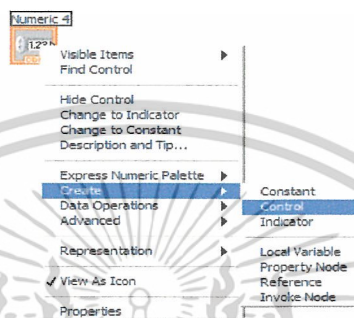 Numeric 4
1.23
Visible Items
Find Control
Hide Control
Change to Indicator
Change to Constant
Description and Tip...
Express Numeric Palette
Create
Data Operations
Advanced
Representation
View As Icon
Properties
Constant
Control
Indicator
Local Variable
Property Node
Reference
Invoke Node